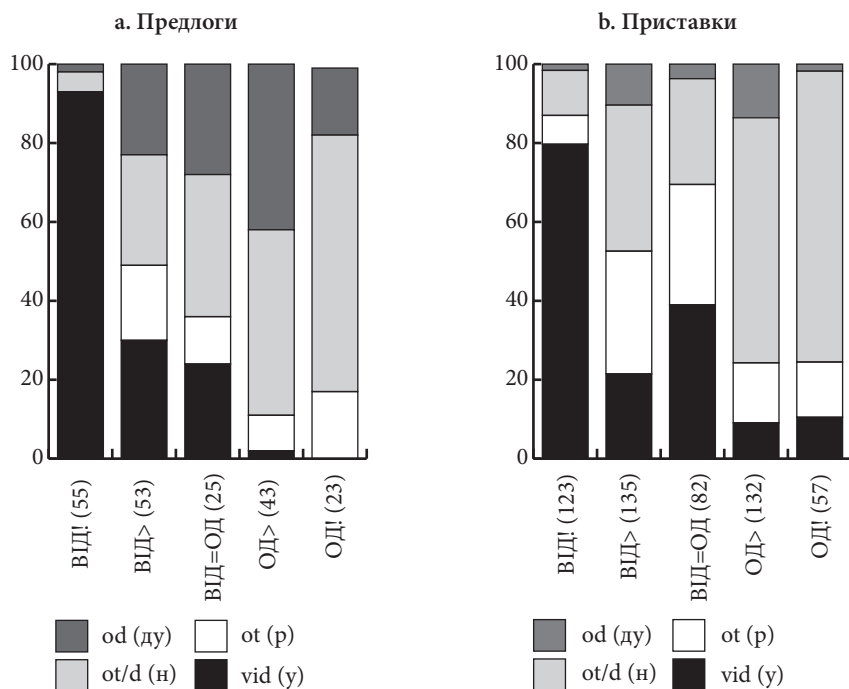 a. Предлоги
100
80
60
40
20
0
ВІД! (55)
ВІД> (53)
ВІД=ОД (25)
ОД> (43)
ОД! (23)
od (ду)
ot (р)
ot/d (н)
vid (у)
b. Приставки
100
80
60
40
20
0
ВІД! (123)
ВІД> (135)
ВІД=ОД (82)
ОД> (132)
ОД! (57)
od (ду)
ot (р)
ot/d (н)
vid (у)